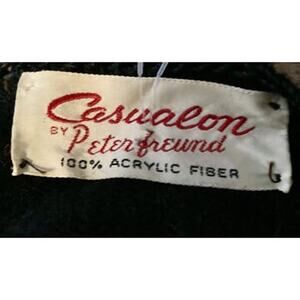 Casualon
BY Peter freund
100% ACRYLIC FIBER